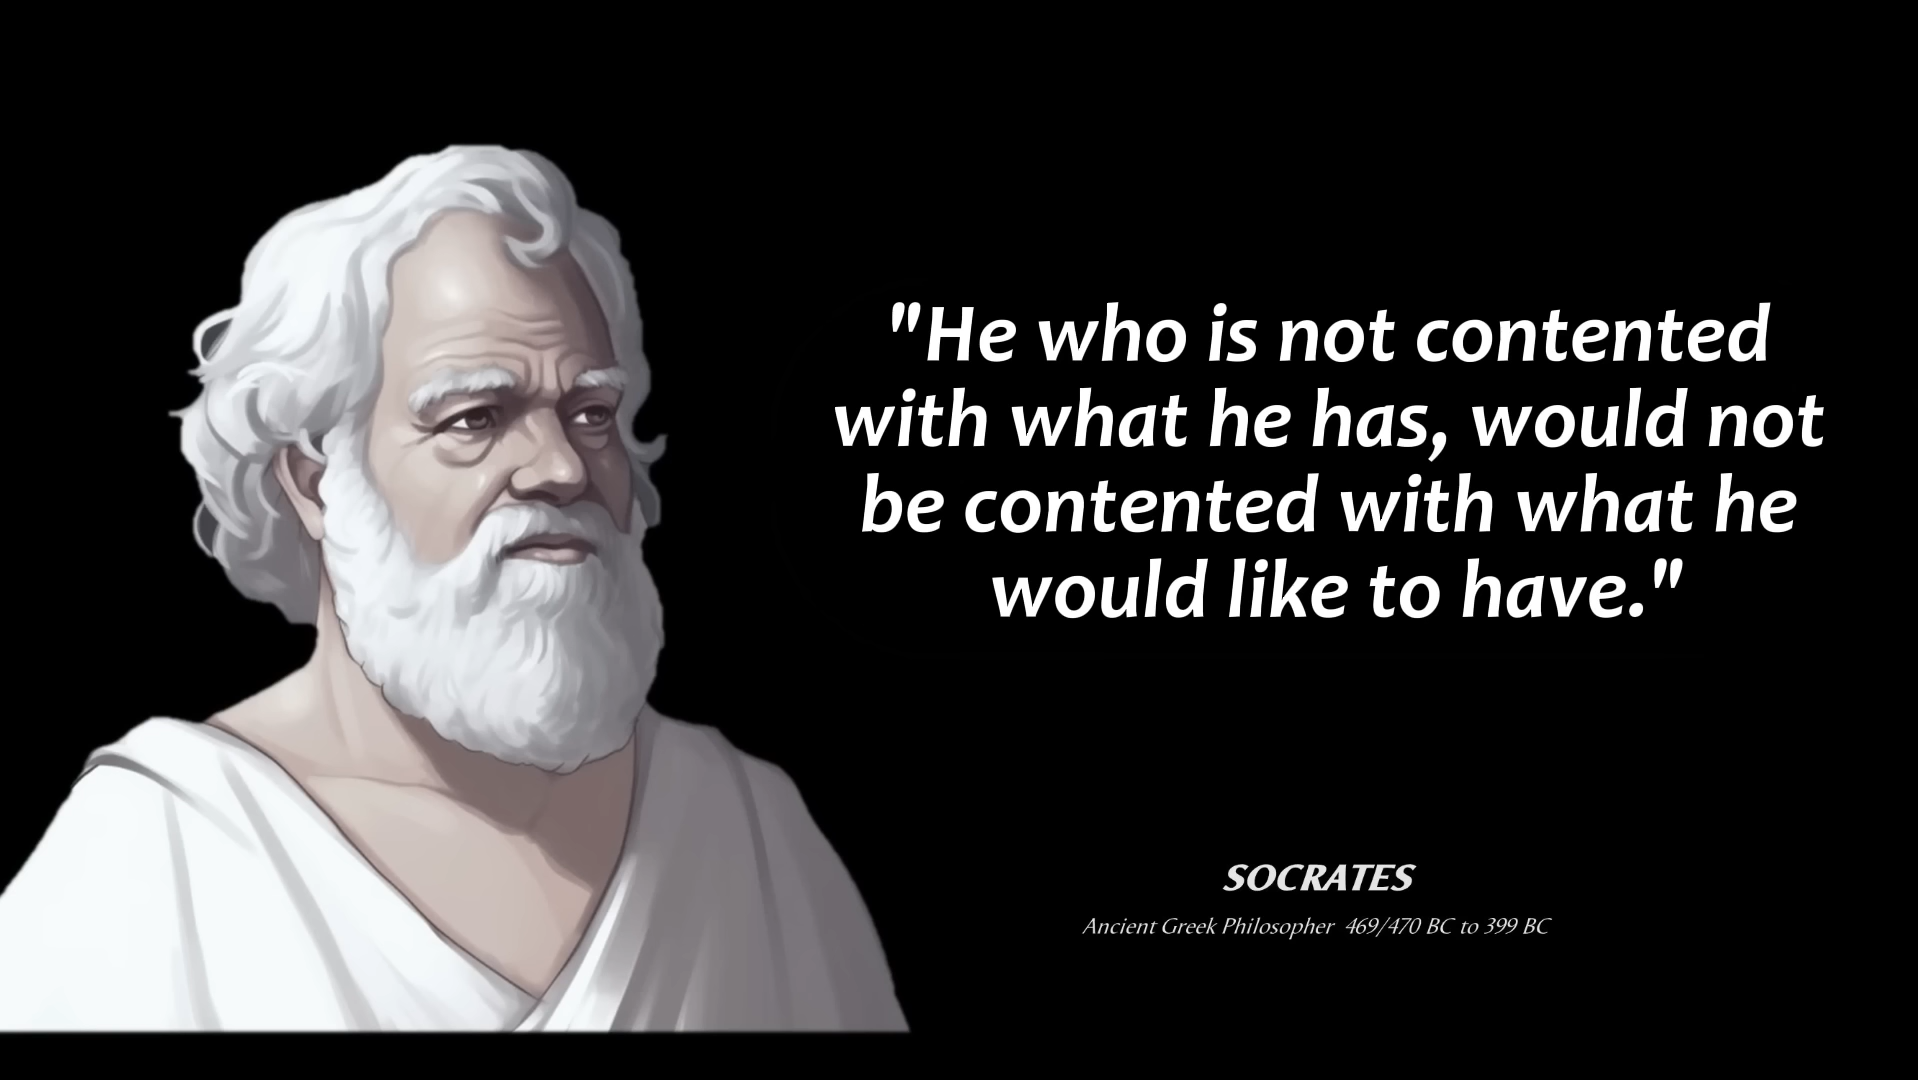 "He who is not contented
with what he has, would not
be contented with what he
would like to have."
SOCRATES
Ancient Greek Philosopher 469/470 BC to 399 BC